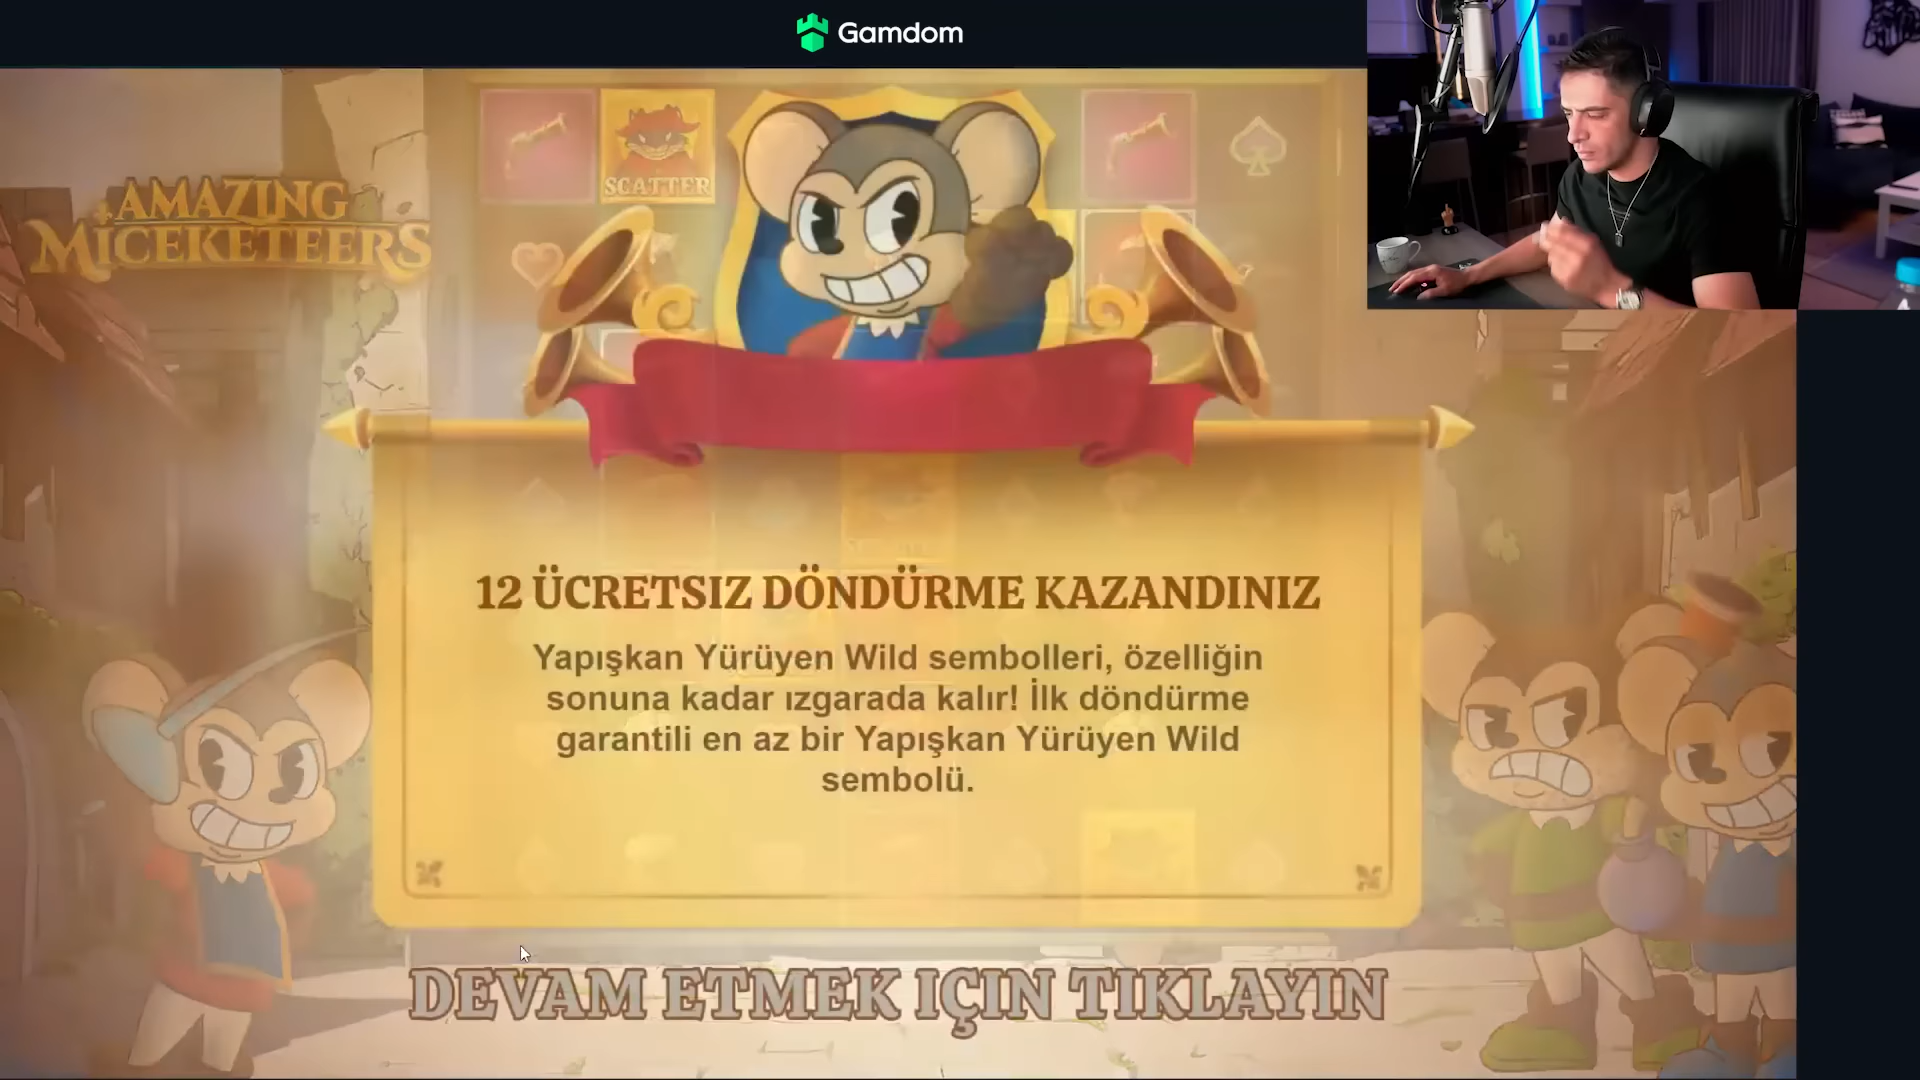 Gamdom
SCATTER
AMAZING
MICEKETEERS
12 ÜCRETSIZ DÖNDÜRME KAZANDINIZ
Yapışkan Yürüyen Wild sembolleri, özelliğin
sonuna kadar ızgarada kalır! İlk döndürme
garantili en az bir Yapışkan Yürüyen Wild
sembolü.
DEVAM ETMEK IÇIN TIKLAYIN